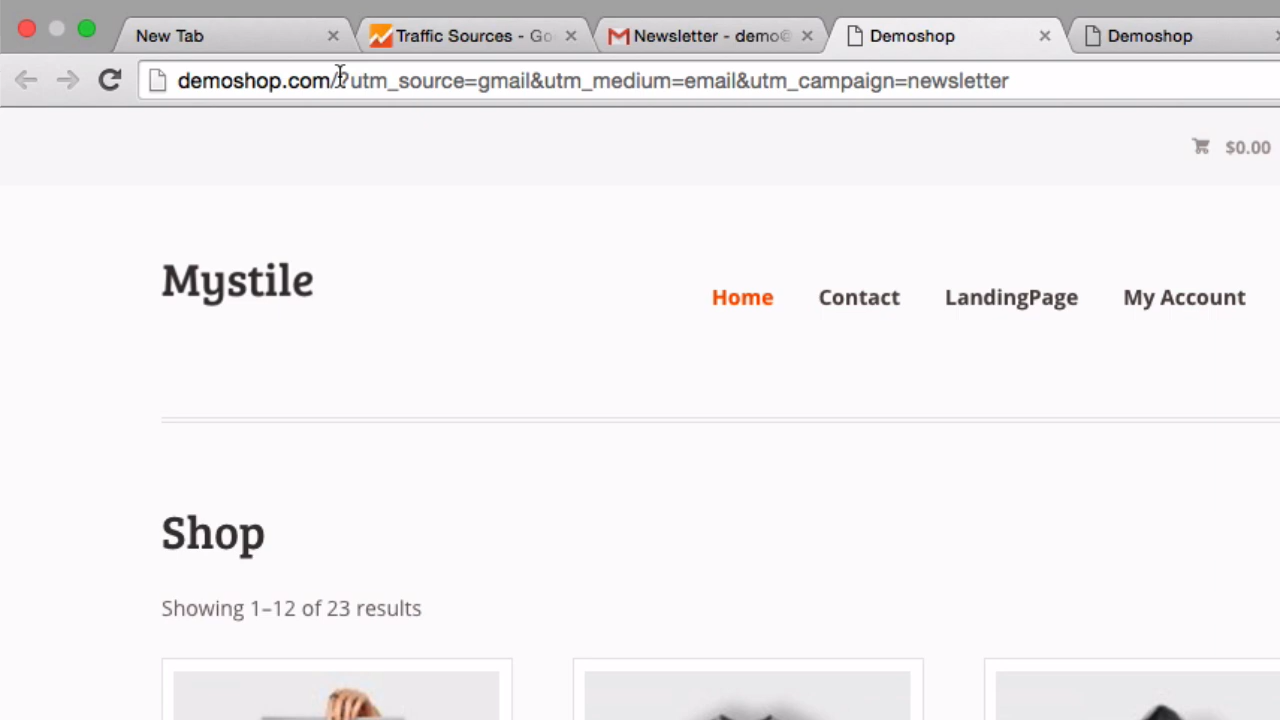 New Tab
Traffic Sources - Go
Newsletter - demo@
Demoshop
Demoshop
demoshop.com/?utm_source=gmail&utm_medium=email&utm_campaign=newsletter
$0.00
Mystile
Home Contact LandingPage My Account
Shop
Showing 1–12 of 23 results